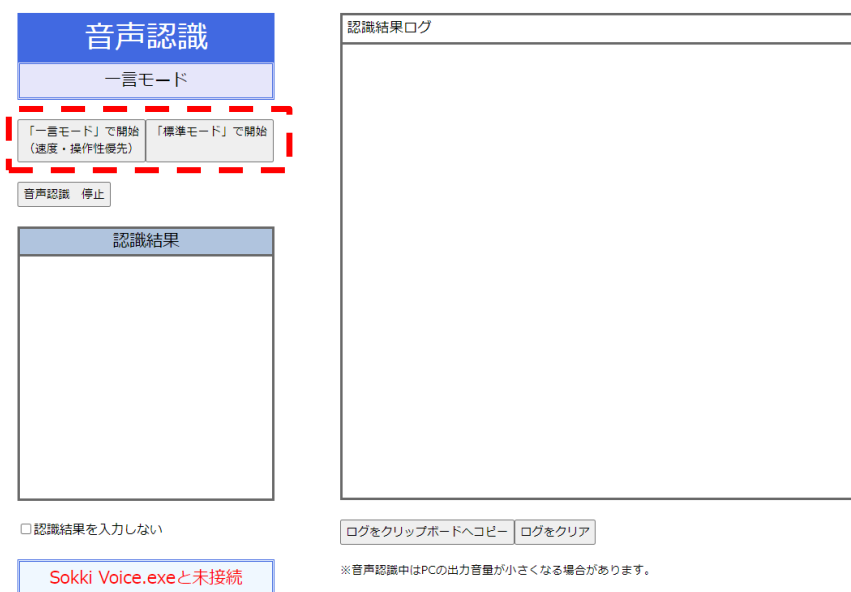 音声認識
一言モード
「一言モード」で開始
（速度・操作性優先）
「標準モード」で開始
音声認識　停止
認識結果
認識結果を入力しない
Sokki Voice.exeと未接続
認識結果ログ
ログをクリップボードへコピー
ログをクリア
※音声認識中はPCの出力音量が小さくなる場合があります。